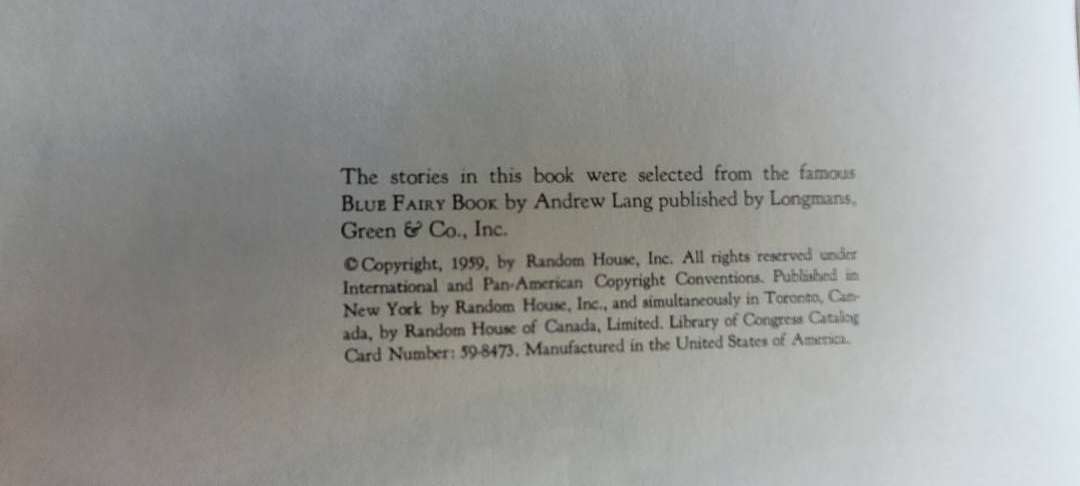 The stories in this book were selected from the famous
BLUE FAIRY BOOK by Andrew Lang published by Longmans,
Green & Co., Inc.
© Copyright, 1959, by Random House, Inc. All rights reserved under
International and Pan-American Copyright Conventions. Published in
New York by Random House, Inc., and simultaneously in Toronto, Can-
ada, by Random House of Canada, Limited. Library of Congress Catalog
Card Number: 59-8473. Manufactured in the United States of America.